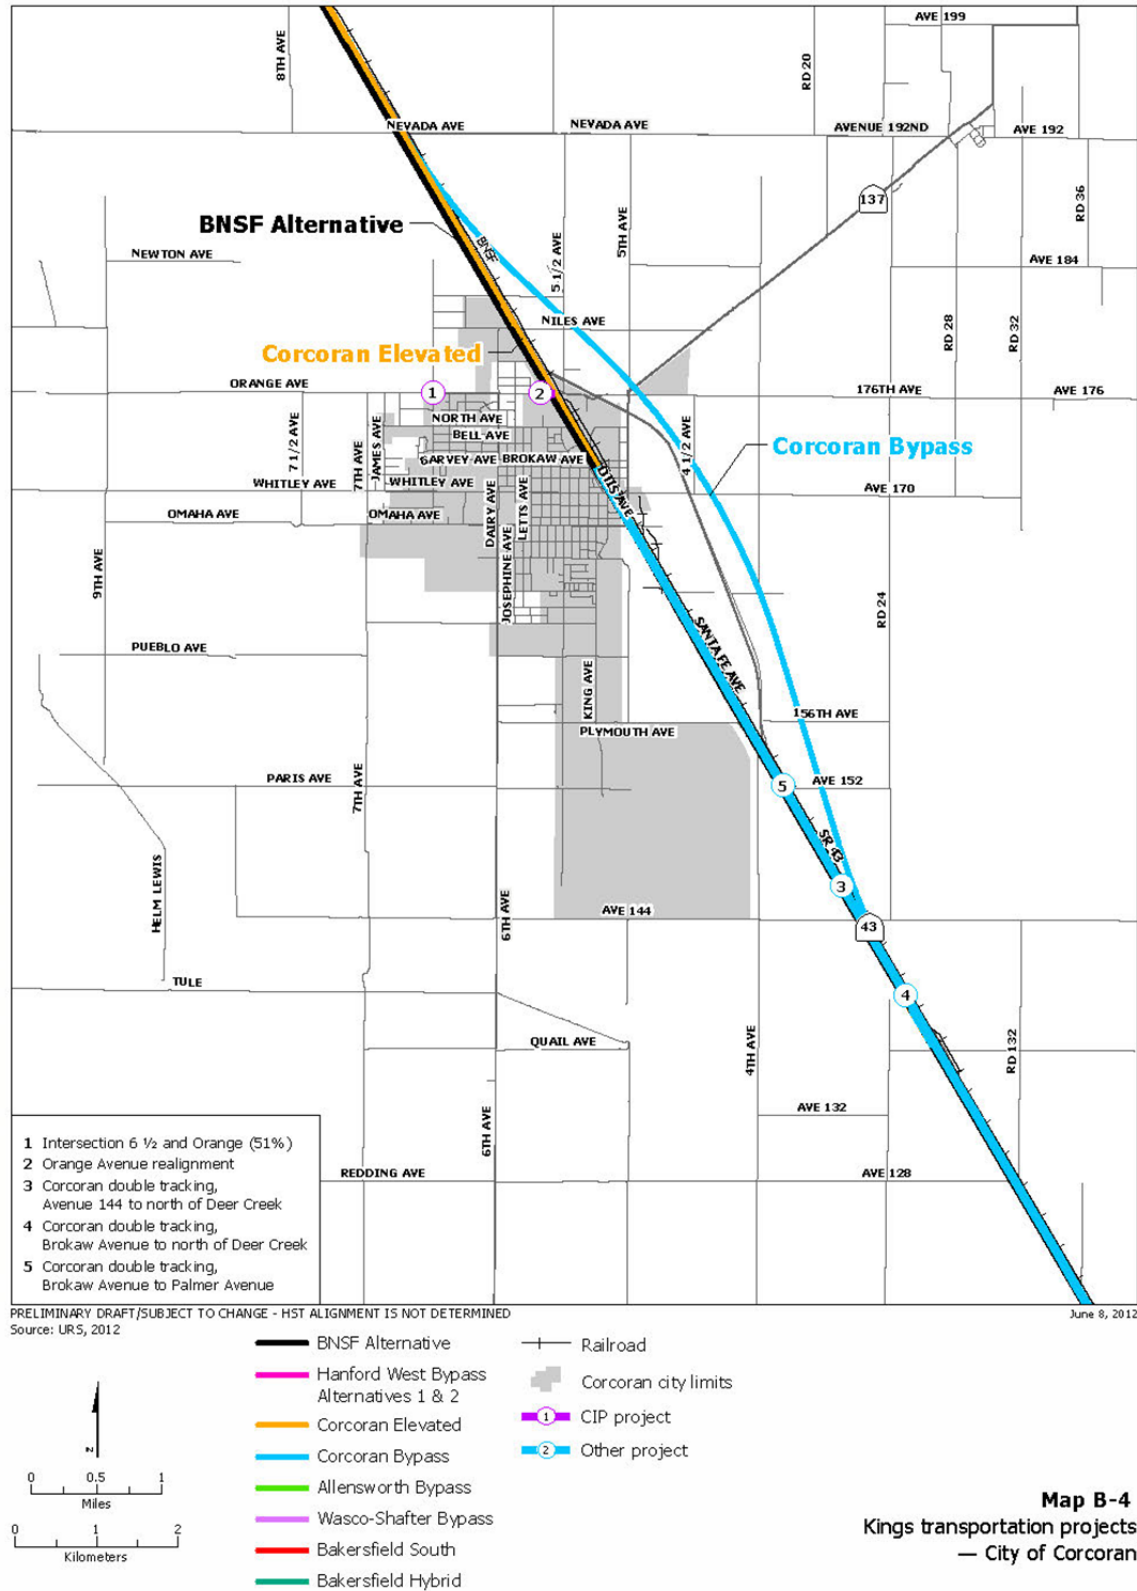 AVE 199
8TH AVE
RD 20
NEVADA AVE
NEVADA AVE
AVENUE 192ND
AVE 192
137
RD 36
BNSF Alternative
BNSF
5 1/2 AVE
5TH AVE
NEWTON AVE
AVE 184
NILES AVE
RD 28
RD 32
Corcoran Elevated
ORANGE AVE
1
2
176TH AVE
AVE 176
NORTH AVE
BELL AVE
7 1/2 AVE
7TH AVE
JAMES AVE
4 1/2 AVE
Corcoran Bypass
GARVEY AVE
BROKAW AVE
WHITLEY AVE
WHITLEY AVE
OTIS AVE
AVE 170
OMAHA AVE
OMAHA AVE
DAIRY AVE
LETTS AVE
JOSEPHINE AVE
9TH AVE
RD 24
PUEBLO AVE
SANTA FE AVE
KING AVE
156TH AVE
PLYMOUTH AVE
PARIS AVE
7TH AVE
5
AVE 152
SR 43
3
HELM LEWIS
6TH AVE
AVE 144
43
TULE
4
QUAIL AVE
4TH AVE
RD 132
AVE 132
6TH AVE
REDDING AVE
AVE 128
1 Intersection 6 ½ and Orange (51%)
2 Orange Avenue realignment
3 Corcoran double tracking,
Avenue 144 to north of Deer Creek
4 Corcoran double tracking,
Brokaw Avenue to north of Deer Creek
5 Corcoran double tracking,
Brokaw Avenue to Palmer Avenue
PRELIMINARY DRAFT/SUBJECT TO CHANGE - HST ALIGNMENT IS NOT DETERMINED
Source: URS, 2012
June 8, 2012
BNSF Alternative
Hanford West Bypass
Alternatives 1 & 2
Corcoran Elevated
Corcoran Bypass
Allensworth Bypass
Wasco-Shafter Bypass
Bakersfield South
Bakersfield Hybrid
Railroad
Corcoran city limits
1 CIP project
2 Other project
N
0 0.5 1
Miles
0 1 2
Kilometers
Map B-4
Kings transportation projects
— City of Corcoran